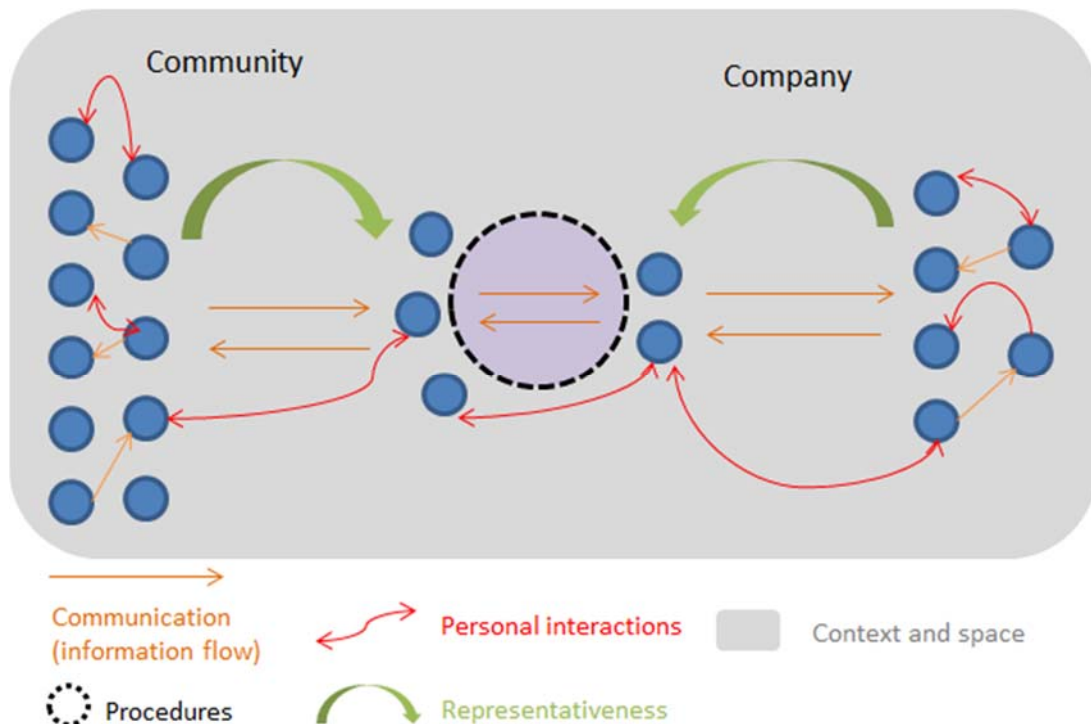 Community
Company
Communication
(information flow)
Personal interactions
Context and space
Procedures
Representativeness